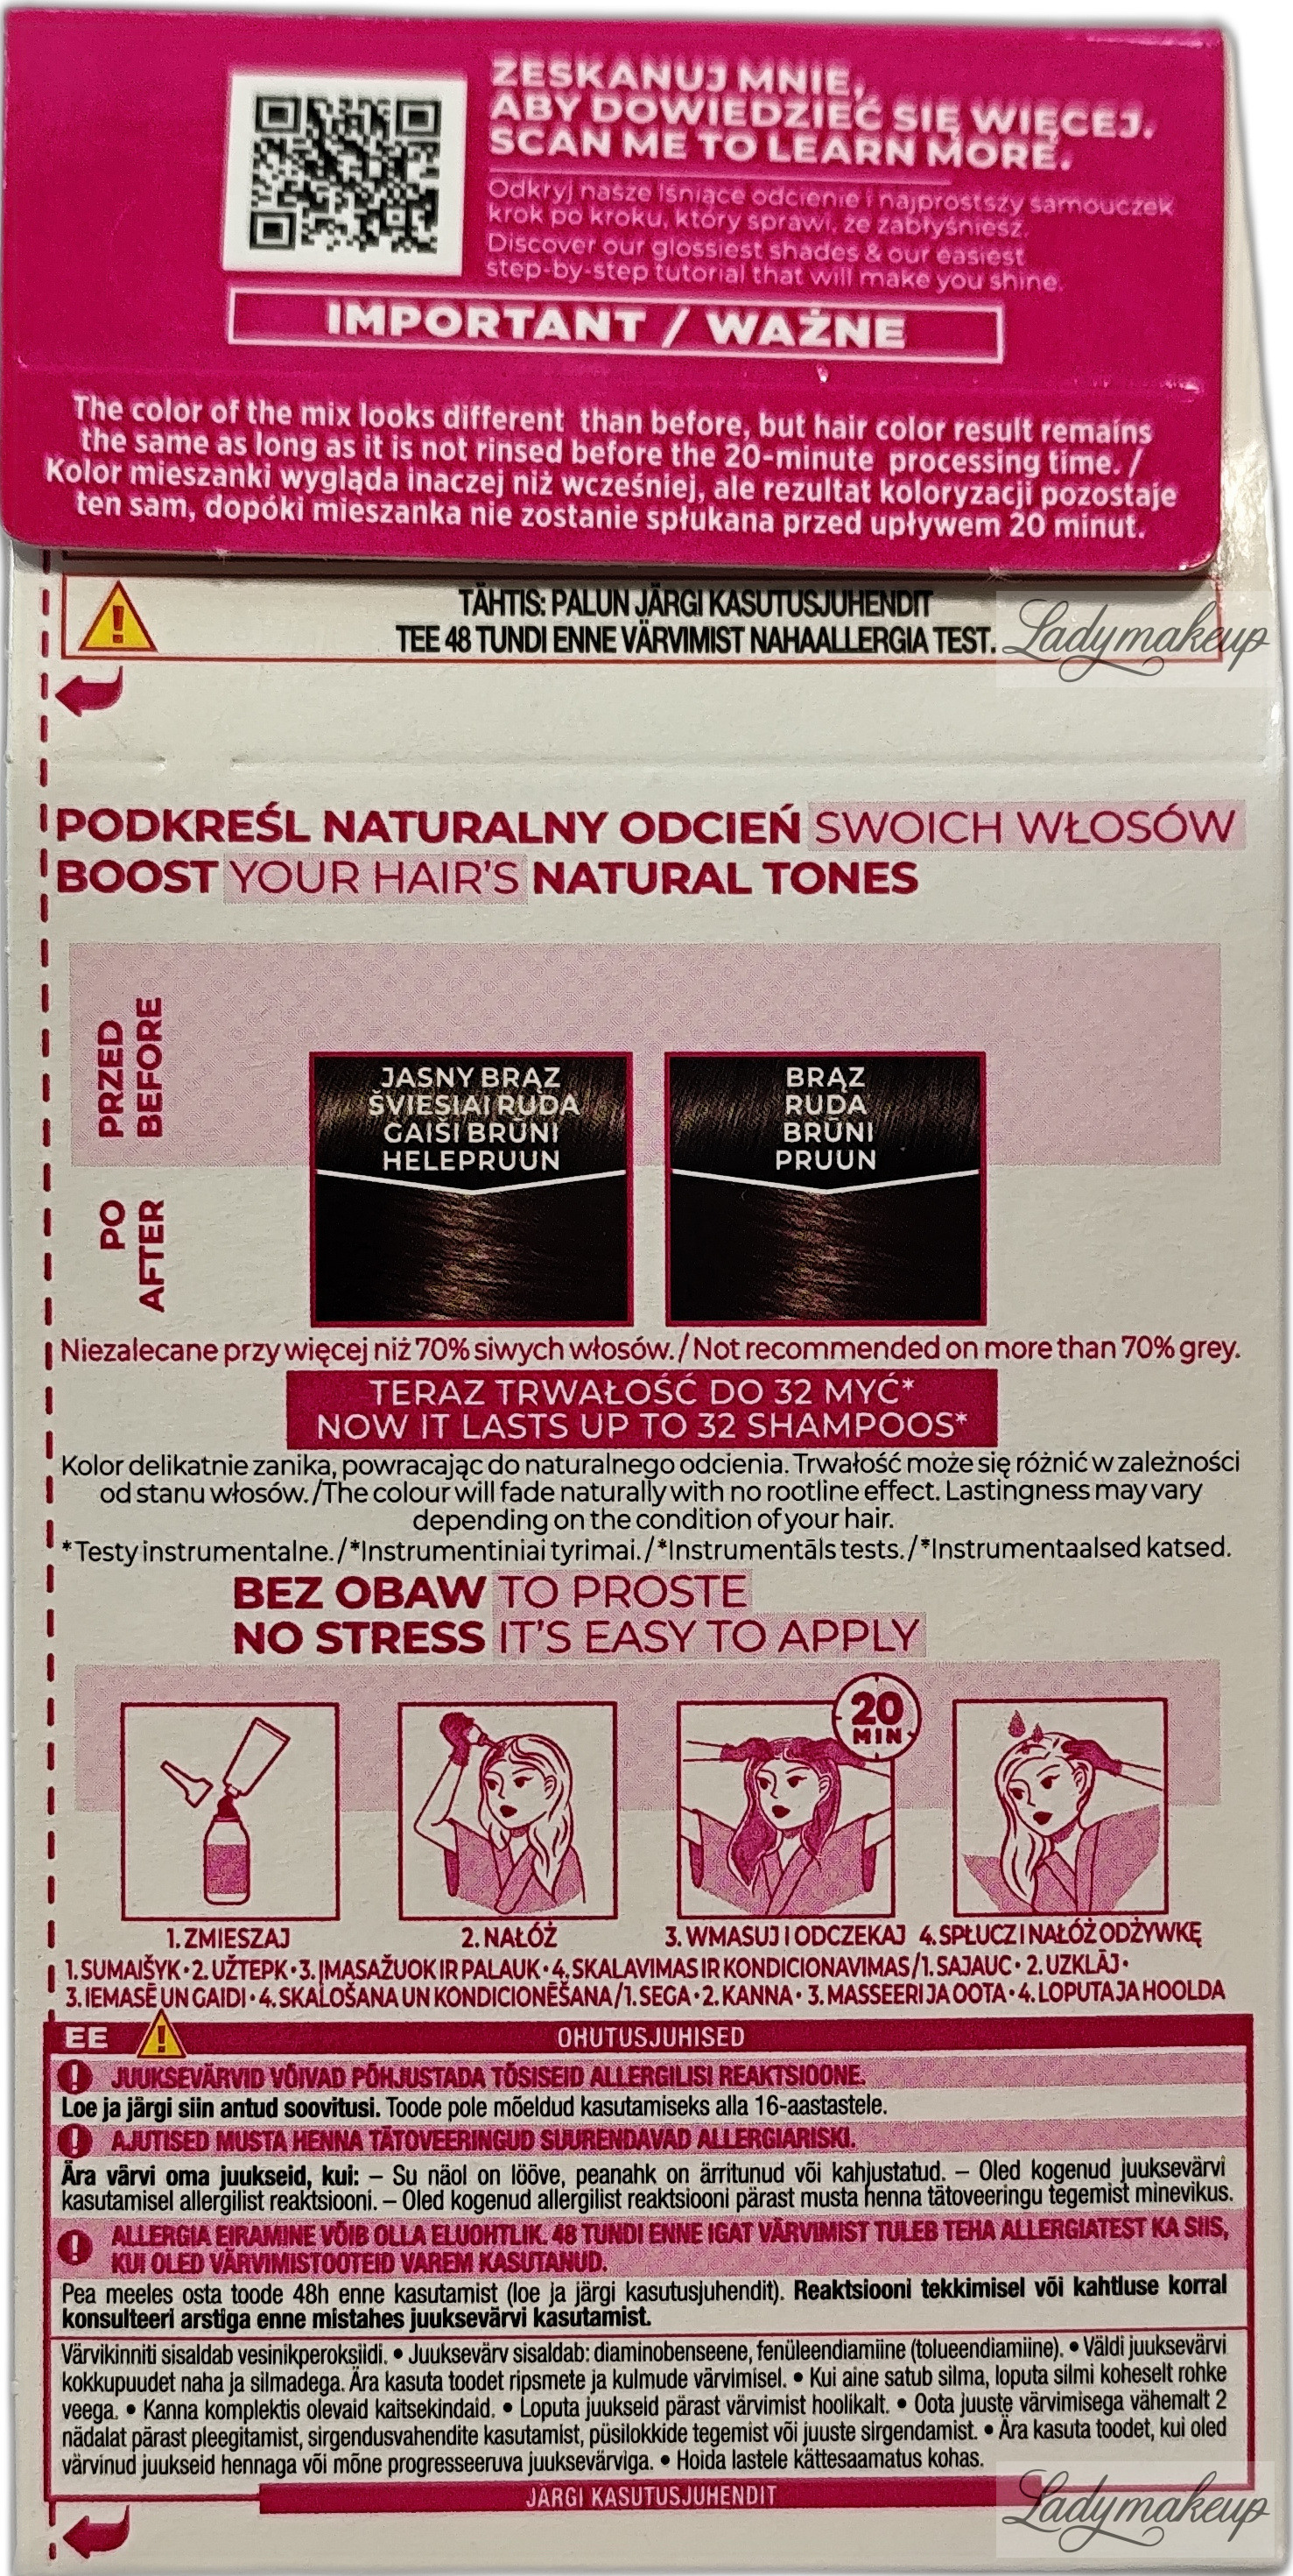 ZESKANUJ MNIE,
ABY DOWIEDZIEĆ SIĘ WIĘCEJ.
SCAN ME TO LEARN MORE.
Odkryj nasze lśniące odcienie i najprostszy samouczek
krok po kroku, który sprawi, że zabłyśniesz.
Discover our glossiest shades & our easiest
step-by-step tutorial that will make you shine.
IMPORTANT / WAŻNE
The color of the mix looks different than before, but hair color result remains
the same as long as it is not rinsed before the 20-minute processing time. /
Kolor mieszanki wygląda inaczej niż wcześniej, ale rezultat koloryzacji pozostaje
ten sam, dopóki mieszanka nie zostanie spłukana przed upływem 20 minut.
TÄHTIS: PALUN JÄRGI KASUTUSJUHENDIT
TEE 48 TUNDI ENNE VÄRVIMIST NAHAALLERGIA TEST.
Ladymakeup
PODKREŚL NATURALNY ODCIEŃ SWOICH WŁOSÓW
BOOST YOUR HAIR'S NATURAL TONES
PRZED
BEFORE
JASNY BRĄZ
ŠVIESIAI RUDA
GAIŠI BRŪNI
HELEPRUUN
BRĄZ
RUDA
BRŪNI
PRUUN
PO
AFTER
Niezalecane przy więcej niż 70% siwych włosów. / Not recommended on more than 70% grey.
TERAZ TRWAŁOŚĆ DO 32 MYĆ*
NOW IT LASTS UP TO 32 SHAMPOOS*
Kolor delikatnie zanika, powracając do naturalnego odcienia. Trwałość może się różnić w zależności
od stanu włosów. /The colour will fade naturally with no rootline effect. Lastingness may vary
depending on the condition of your hair.
*Testy instrumentalne. / *Instrumentiniai tyrimai. / *Instrumentāls tests. / *Instrumentaalsed katsed.
BEZ OBAW TO PROSTE
NO STRESS IT'S EASY TO APPLY
20
MIN
1. ZMIESZAJ
2. NAŁÓŻ
3. WMASUJ I ODCZEKAJ
4. SPŁUCZ I NAŁÓŻ ODŻYWKĘ
1. SUMAIŠYK • 2. UŽTEPK • 3. ĮMASAŽUOK IR PALAUK • 4. SKALAVIMAS IR KONDICIONAVIMAS / 1. SAJAUC • 2. UZKLĀJ •
3. IEMASĒ UN GAIDI • 4. SKALOŠANA UN KONDICIONĒŠANA / 1. SEGA • 2. KANNA • 3. MASSEERI JA OOTA • 4. LOPUTA JA HOOLDA
EE
OHUTUSJUHISED
JUUKSEVÄRVID VÕIVAD PÕHJUSTADA TÕSISEID ALLERGILISI REAKTSIOONE.
Loe ja järgi siin antud soovitusi. Toode pole mõeldud kasutamiseks alla 16-aastastele.
AJUTISED MUSTA HENNA TÄTOVEERINGUD SUURENDAVAD ALLERGIARISKI.
Ära värvi oma juukseid, kui: – Su näol on lööve, peanahk on ärritunud või kahjustatud. – Oled kogenud juuksevärvi
kasutamisel allergilist reaktsiooni. – Oled kogenud allergilist reaktsiooni pärast musta henna tätoveeringu tegemist minevikus.
ALLERGIA EIRAMINE VÕIB OLLA ELUOHTLIK. 48 TUNDI ENNE IGAT VÄRVIMIST TULEB TEHA ALLERGIATEST KA SIIS,
KUI OLED VÄRVIMISTOOTEID VAREM KASUTANUD.
Pea meeles osta toode 48h enne kasutamist (loe ja järgi kasutusjuhendit). Reaktsiooni tekkimisel või kahtluse korral
konsulteeri arstiga enne mistahes juuksevärvi kasutamist.
Värvikinniti sisaldab vesinikperoksiidi. • Juuksevärv sisaldab: diaminobenseene, fenüleendiamiine (tolueendiamiine). • Väldi juuksevärvi
kokkupuudet naha ja silmadega. Ära kasuta toodet ripsmete ja kulmude värvimisel. • Kui aine satub silma, loputa silmi koheselt rohke
veega. • Kanna komplektis olevaid kaitsekindaid. • Loputa juukseid pärast värvimist hoolikalt. • Oota juuste värvimisega vähemalt 2
nädalat pärast pleegitamist, sirgendusvahendite kasutamist, püsilokkide tegemist või juuste sirgendamist. • Ära kasuta toodet, kui oled
värvinud juukseid hennaga või mõne progresseeruva juuksevärviga. • Hoida lastele kättesaamatus kohas.
JÄRGI KASUTUSJUHENDIT
Ladymakeup